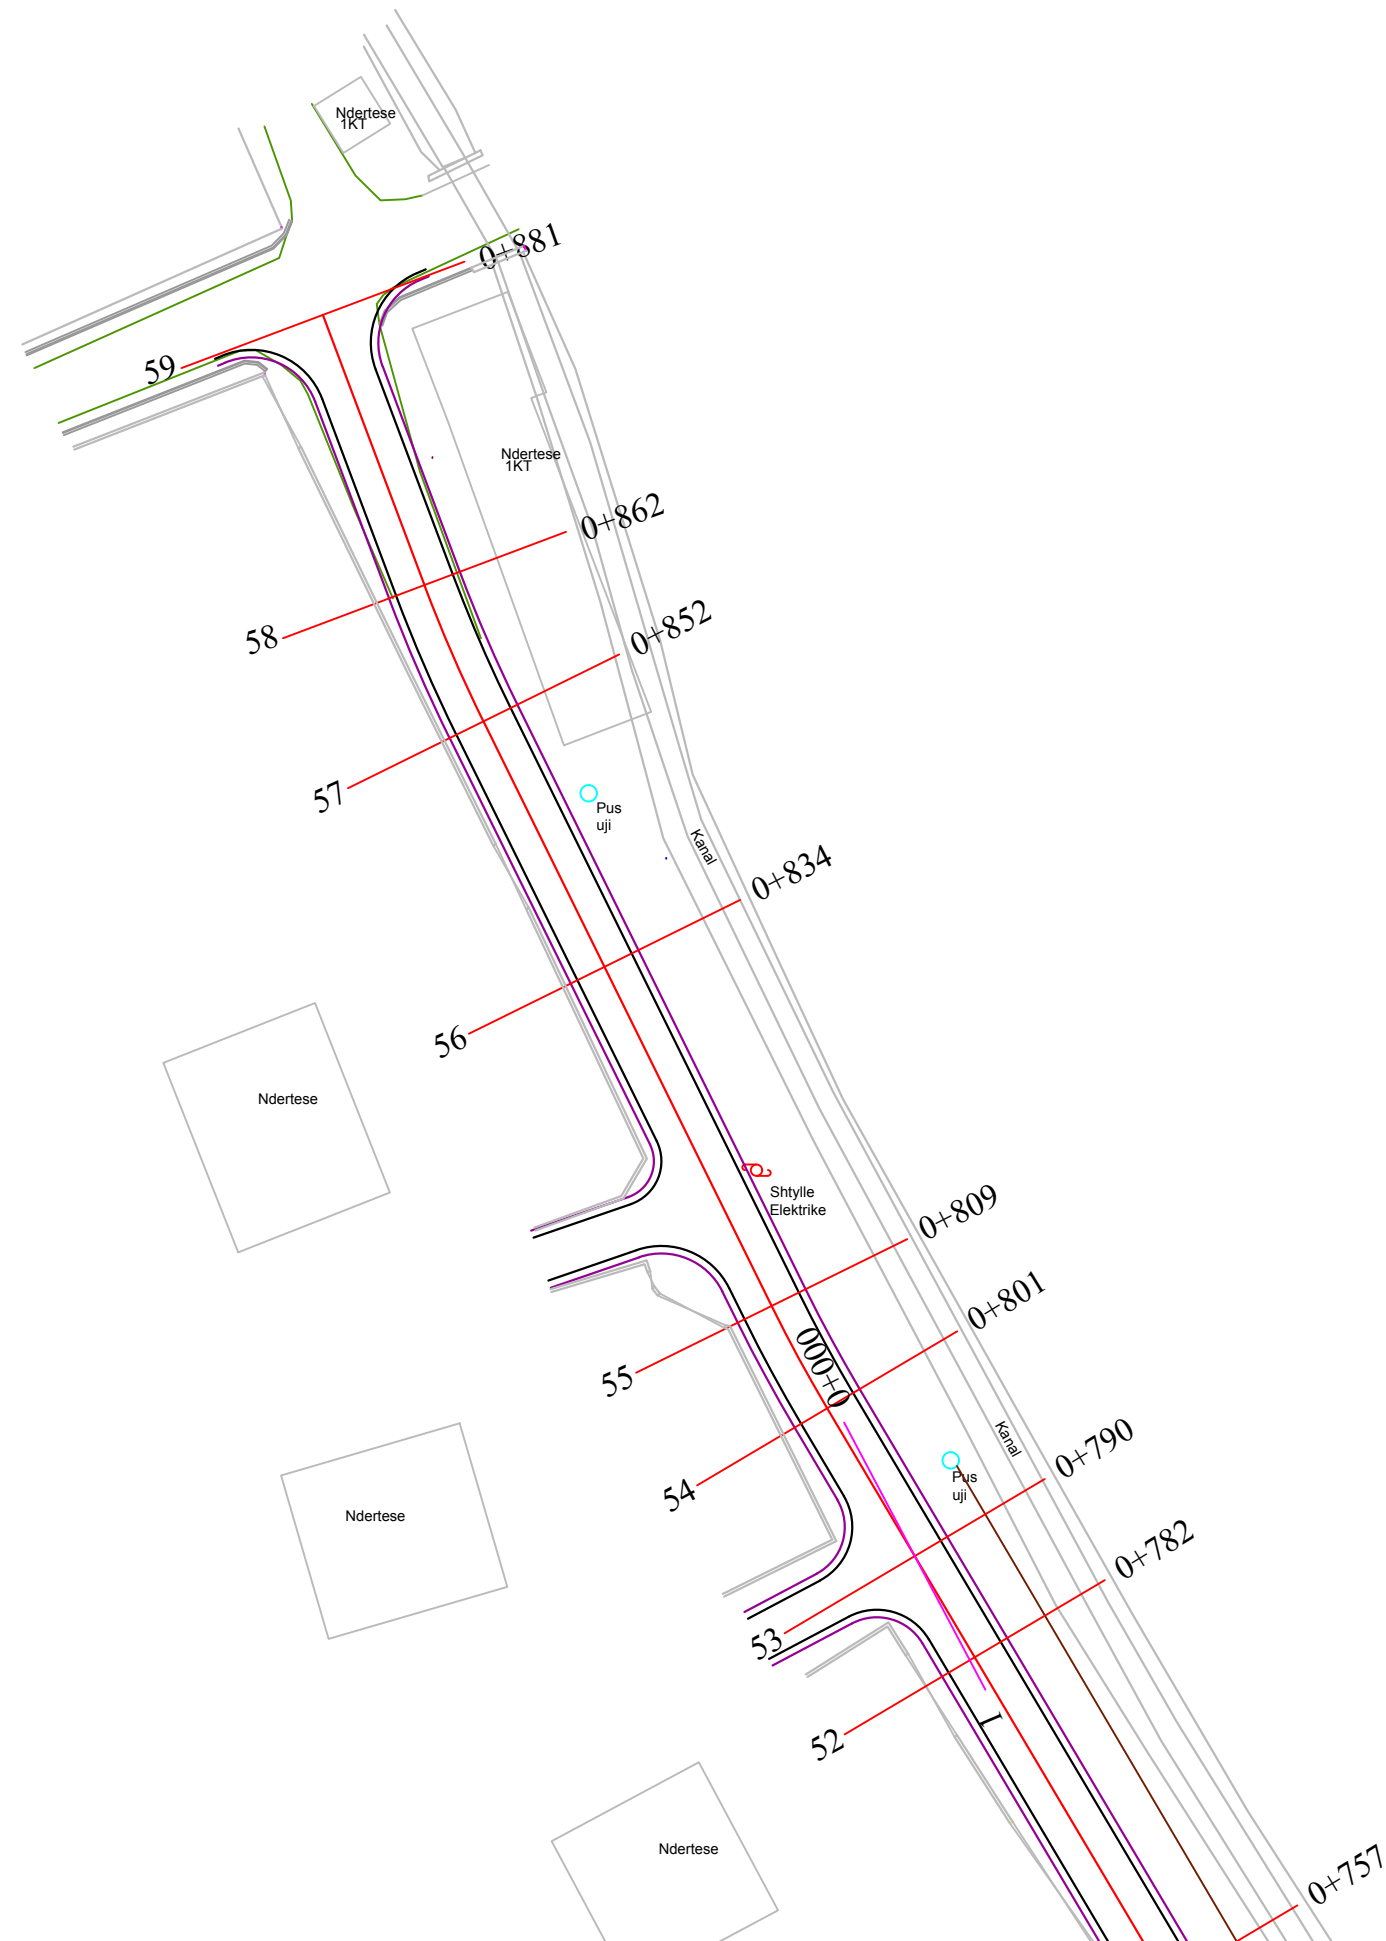 Ndertese
1KT
0+881
59
Ndertese
1KT
0+862
58
0+852
57
Pus
uji
Kanal
0+834
56
Ndertese
Shtylle
Elektrike
0+809
0+801
55
0+000
Kanal
0+790
54
Pus
uji
Ndertese
0+782
53
1
52
Ndertese
0+757